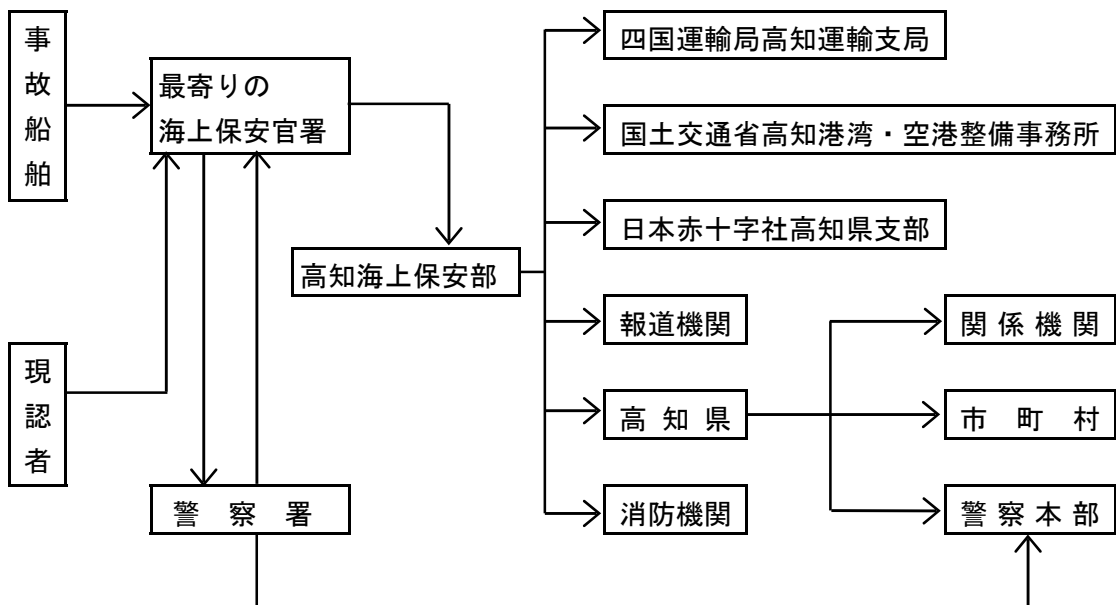 事故船舶
最寄りの
海上保安官署
現認者
警察署
高知海上保安部
四国運輸局高知運輸支局
国土交通省高知港湾・空港整備事務所
日本赤十字社高知県支部
報道機関
高知県
消防機関
関係機関
市町村
警察本部